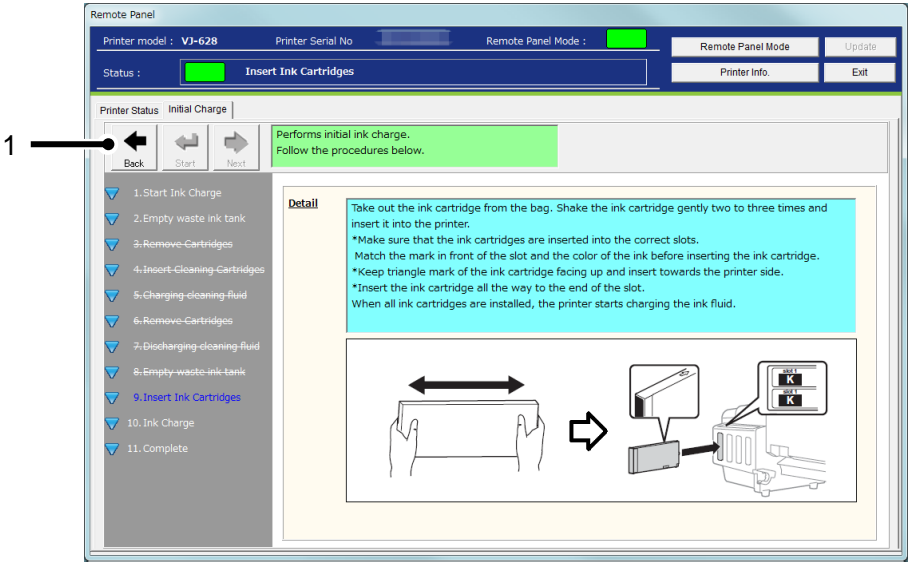 Remote Panel
Printer model : VJ-628 Printer Serial No Remote Panel Mode :
Remote Panel Mode Update
Status : Insert Ink Cartridges
Printer Info. Exit
Printer Status Initial Charge
1
Back Start Next
Performs initial ink charge.
Follow the procedures below.
1.Start Ink Charge
2.Empty waste ink tank
3.Remove Cartridges
4.Insert Cleaning Cartridges
5.Charging cleaning fluid
6.Remove Cartridges
7.Discharging cleaning fluid
8.Empty waste ink tank
9.Insert Ink Cartridges
10.Ink Charge
11.Complete
Detail
Take out the ink cartridge from the bag. Shake the ink cartridge gently two to three times and
insert it into the printer.
*Make sure that the ink cartridges are inserted into the correct slots.
Match the mark in front of the slot and the color of the ink before inserting the ink cartridge.
*Keep triangle mark of the ink cartridge facing up and insert towards the printer side.
*Insert the ink cartridge all the way to the end of the slot.
When all ink cartridges are installed, the printer starts charging the ink fluid.
slot 1
K
slot 1
K